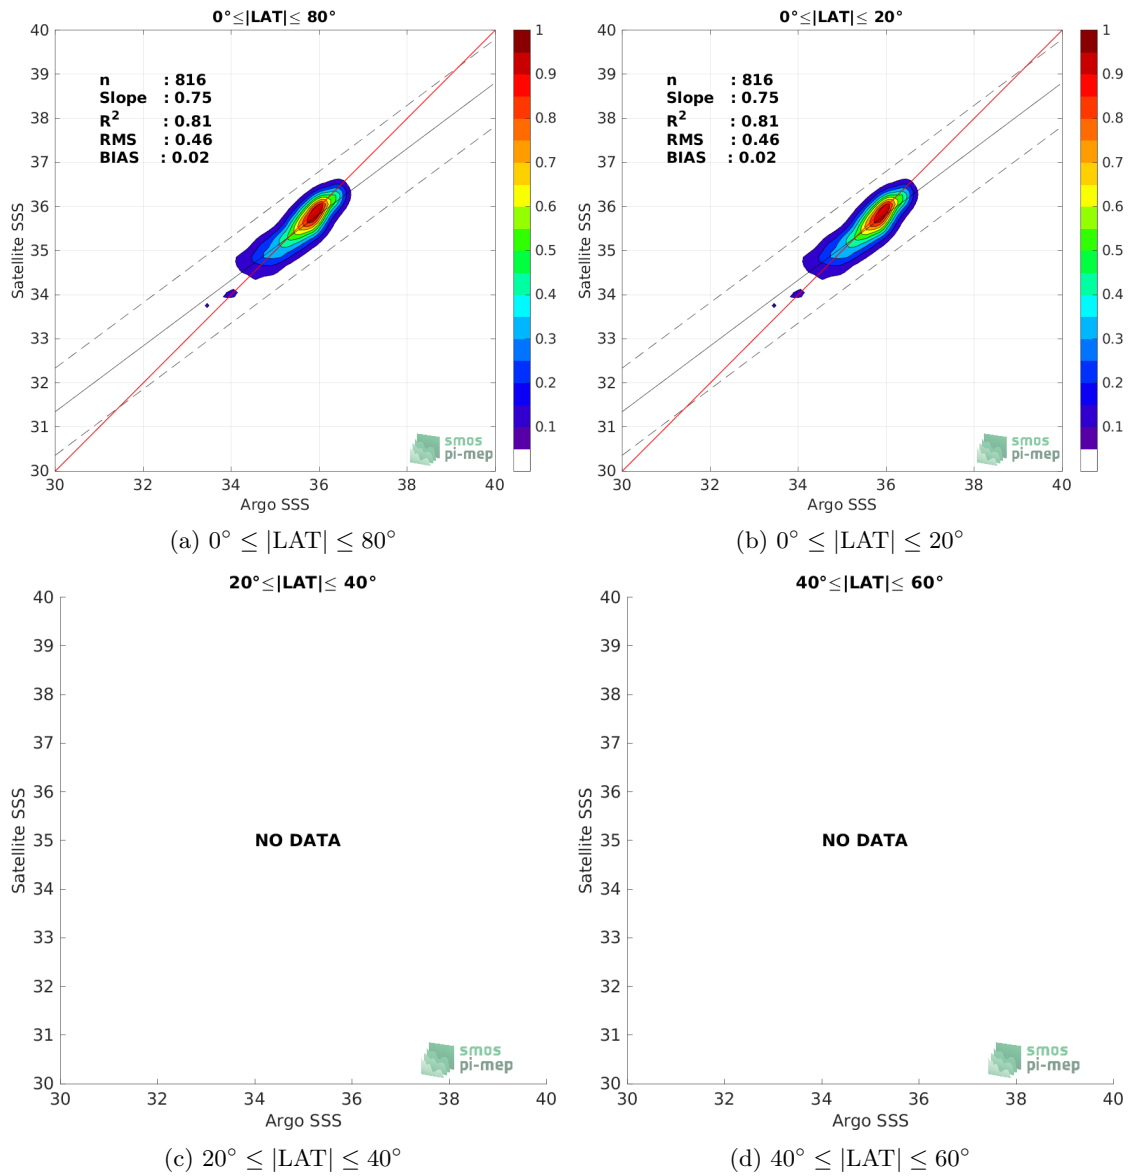 0°≤|LAT|≤ 80°
40
39
38
37
36
35
34
33
32
31
30
Satellite SSS
n : 816
Slope : 0.75
R² : 0.81
RMS : 0.46
BIAS : 0.02
1
0.9
0.8
0.7
0.6
0.5
0.4
0.3
0.2
0.1
smos
pi-mep
30 32 34 36 38 40
Argo SSS
(a) 0° ≤ |LAT| ≤ 80°
0°≤|LAT|≤ 20°
40
39
38
37
36
35
34
33
32
31
30
Satellite SSS
n : 816
Slope : 0.75
R² : 0.81
RMS : 0.46
BIAS : 0.02
1
0.9
0.8
0.7
0.6
0.5
0.4
0.3
0.2
0.1
smos
pi-mep
30 32 34 36 38 40
Argo SSS
(b) 0° ≤ |LAT| ≤ 20°
20°≤|LAT|≤ 40°
40
39
38
37
36
35
34
33
32
31
30
Satellite SSS
NO DATA
smos
pi-mep
30 32 34 36 38 40
Argo SSS
(c) 20° ≤ |LAT| ≤ 40°
40°≤|LAT|≤ 60°
40
39
38
37
36
35
34
33
32
31
30
Satellite SSS
NO DATA
smos
pi-mep
30 32 34 36 38 40
Argo SSS
(d) 40° ≤ |LAT| ≤ 60°